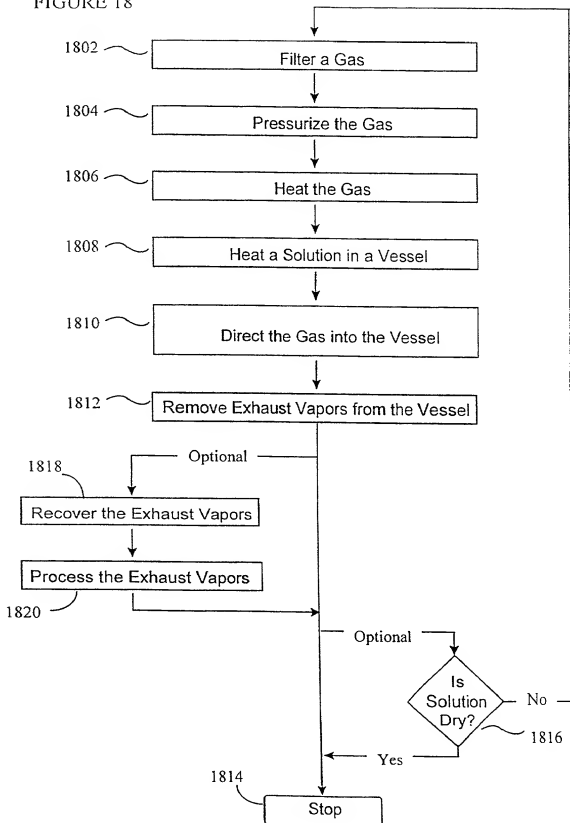 FIGURE 18
1802
Filter a Gas
1804
Pressurize the Gas
1806
Heat the Gas
1808
Heat a Solution in a Vessel
1810
Direct the Gas into the Vessel
1812
Remove Exhaust Vapors from the Vessel
Optional
1818
Recover the Exhaust Vapors
Process the Exhaust Vapors
1820
Optional
Is
Solution
Dry?
No
1816
Yes
1814
Stop